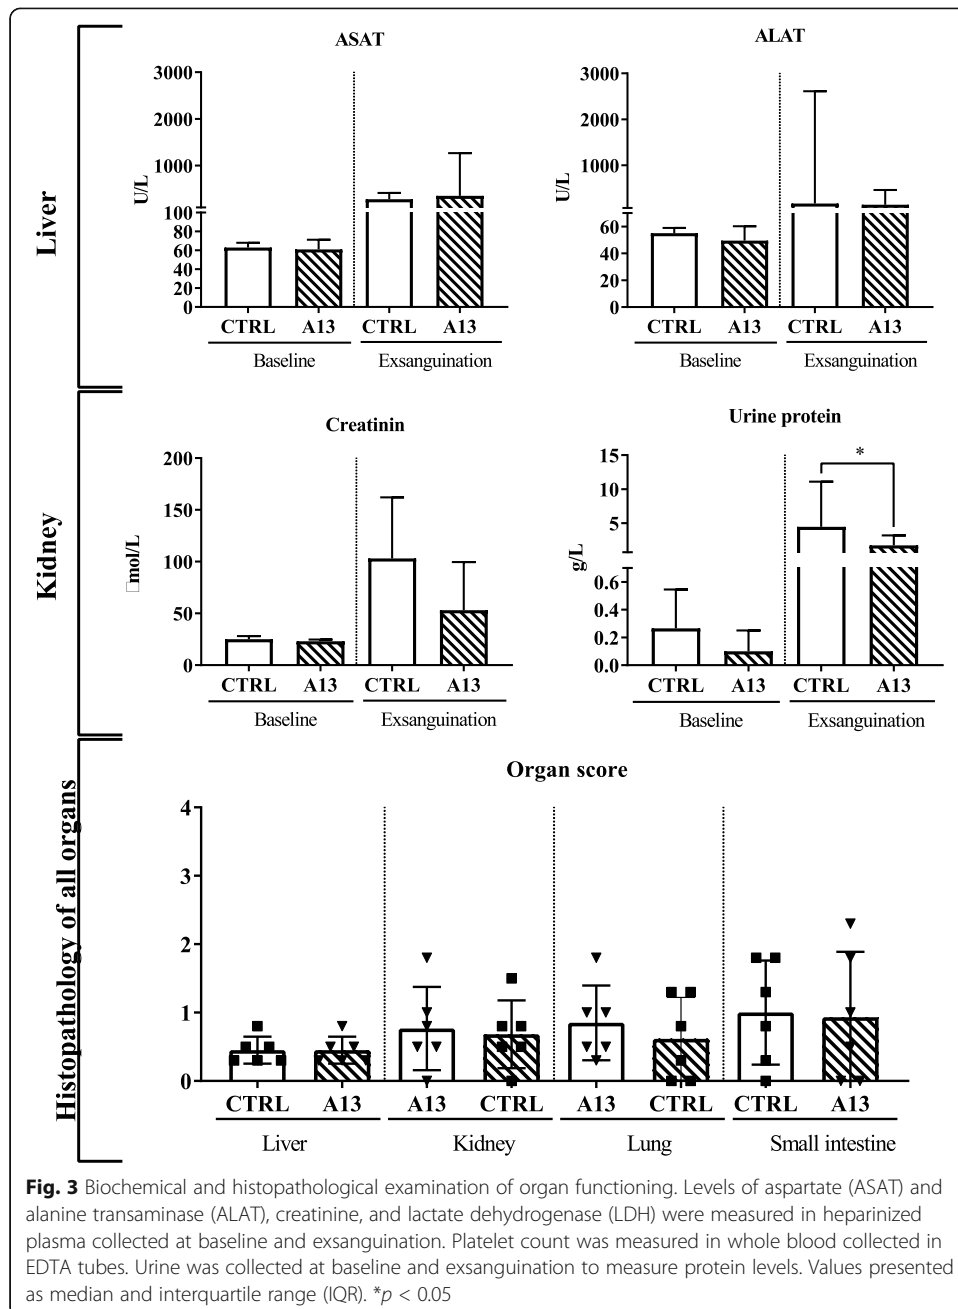 Liver
ASAT
U/L
3000
2000
1000
100
80
60
40
20
0
CTRL A13 CTRL A13
Baseline Exsanguination
ALAT
U/L
3000
2000
1000
60
40
20
0
CTRL A13 CTRL A13
Baseline Exsanguination
Kidney
Creatinin
□mol/L
200
150
100
50
0
CTRL A13 CTRL A13
Baseline Exsanguination
Urine protein
g/L
15
10
5
0.6
0.4
0.2
0.0
*
CTRL A13 CTRL A13
Baseline Exsanguination
Histopathology of all organs
Organ score
4
3
2
1
0
CTRL A13 A13 CTRL A13 CTRL CTRL A13
Liver Kidney Lung Small intestine
Fig. 3 Biochemical and histopathological examination of organ functioning. Levels of aspartate (ASAT) and
alanine transaminase (ALAT), creatinine, and lactate dehydrogenase (LDH) were measured in heparinized
plasma collected at baseline and exsanguination. Platelet count was measured in whole blood collected in
EDTA tubes. Urine was collected at baseline and exsanguination to measure protein levels. Values presented
as median and interquartile range (IQR). *p < 0.05